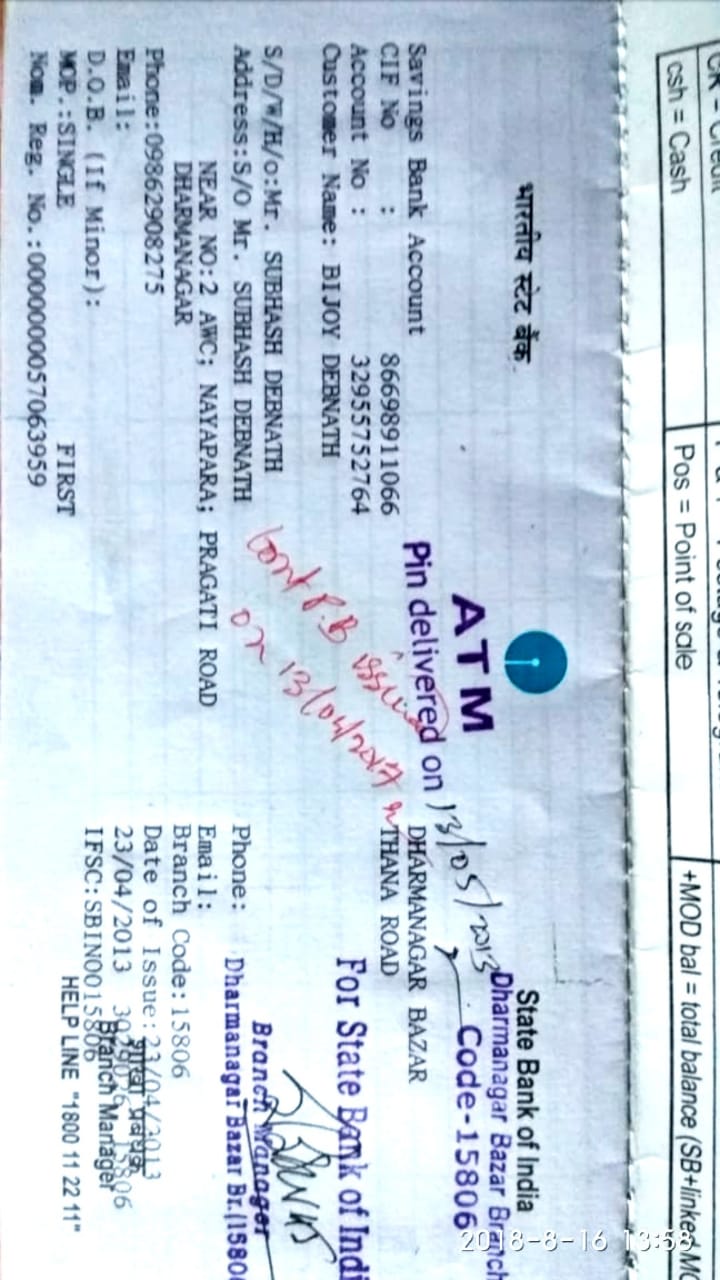 CR = Credit
csh = Cash
Pos = Point of sale
+MOD bal = total balance (SB+linked
2018-8-16 13:53
भारतीय स्टेट बैंक
ATM
Pin delivered on 13/05/2013
State Bank of India
Dharmanagar Bazar Branch
Code-15806
Savings Bank Account
CIF No : 86698911066
Account No : 32955752764
Customer Name: BIJOY DEBNATH
S/D/W/H/o:Mr. SUBHASH DEBNATH
Address:S/O Mr. SUBHASH DEBNATH
NEAR NO:2 AWC; NAYAPARA; PRAGATI ROAD
DHARMANAGAR
Phone:09862908275
Email:
D.O.B. (If Minor):
MOP.:SINGLE FIRST
Nom. Reg. No.:0000000057063959
P.B issued
on 13/04/2017
DHARMANAGAR BAZAR
THANA ROAD
For State Bank of Indi
Branch Manager
Dharmanagar Bazar Br.(1580
Phone:
Email:
Branch Code:15806
Date of Issue:23/04/2013
23/04/2013 3029026 15806
शाखा प्रबंधक
Branch Manager
IFSC:SBIN0015806
HELP LINE "1800 11 22 11"